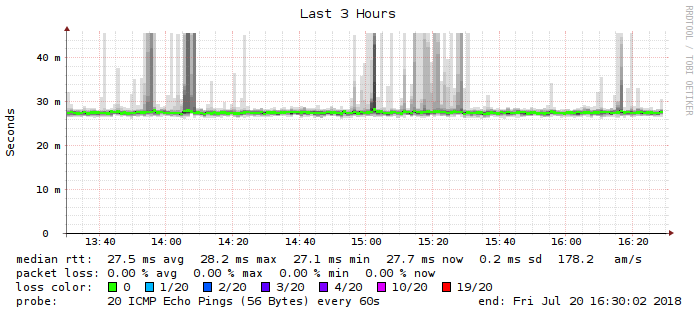 Last 3 Hours
RRDTOOL / TOBI OETIKER
Seconds
40 m
30 m
20 m
10 m
0
13:40 14:00 14:20 14:40 15:00 15:20 15:40 16:00 16:20
median rtt: 27.5 ms avg 28.2 ms max 27.1 ms min 27.7 ms now 0.2 ms sd 178.2 am/s
packet loss: 0.00 % avg 0.00 % max 0.00 % min 0.00 % now
loss color: 0 1/20 2/20 3/20 4/20 10/20 19/20
probe: 20 ICMP Echo Pings (56 Bytes) every 60s end: Fri Jul 20 16:30:02 2018